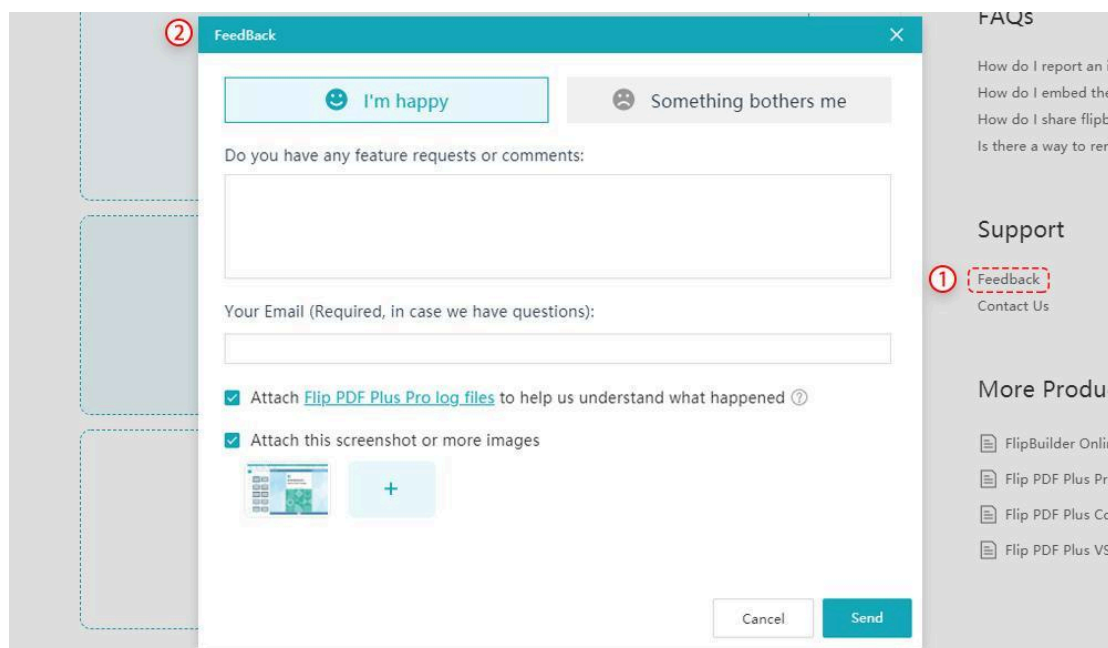 ②
FeedBack
I'm happy
Something bothers me
Do you have any feature requests or comments:
Your Email (Required, in case we have questions):
Attach Flip PDF Plus Pro log files to help us understand what happened ?
Attach this screenshot or more images
+
Cancel
Send
FAQs
How do I report an
How do I embed the
How do I share flipb
Is there a way to
Support
①
Feedback
Contact Us
More Produ
FlipBuilder Onli
Flip PDF Plus Pr
Flip PDF Plus Co
Flip PDF Plus VS